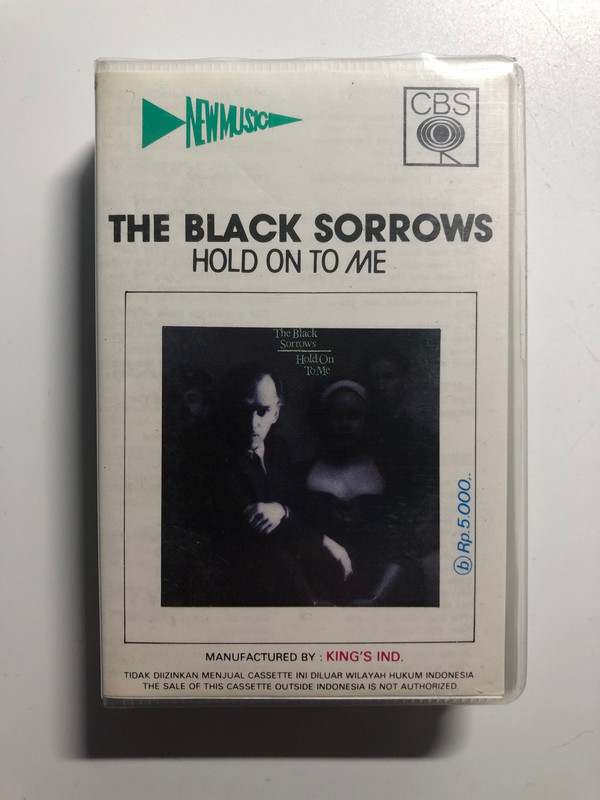 NEW MUSIC
CBS
THE BLACK SORROWS
HOLD ON TO ME
The Black
Sorrows
Hold On
To Me
b Rp.5.000..
MANUFACTURED BY : KING'S IND.
TIDAK DIIZINKAN MENJUAL CASSETTE INI DILUAR WILAYAH HUKUM INDONESIA
THE SALE OF THIS CASSETTE OUTSIDE INDONESIA IS NOT AUTHORIZED.